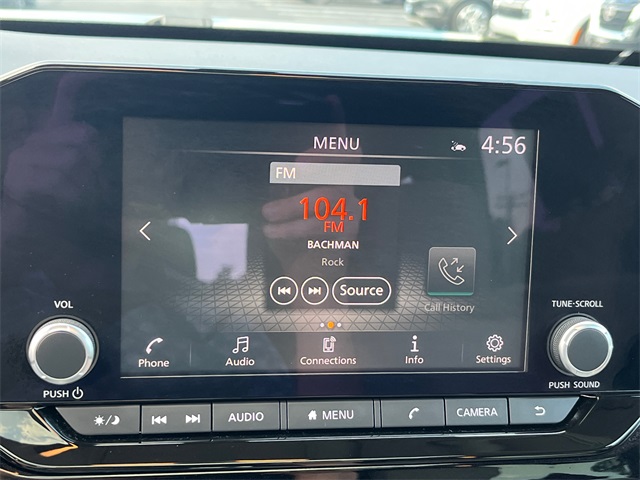 MENU 4:56
FM
104.1
FM
BACHMAN
Rock
Source
Call History
Phone Audio Connections Info Settings
VOL
PUSH
TUNE·SCROLL
PUSH SOUND
AUDIO MENU CAMERA